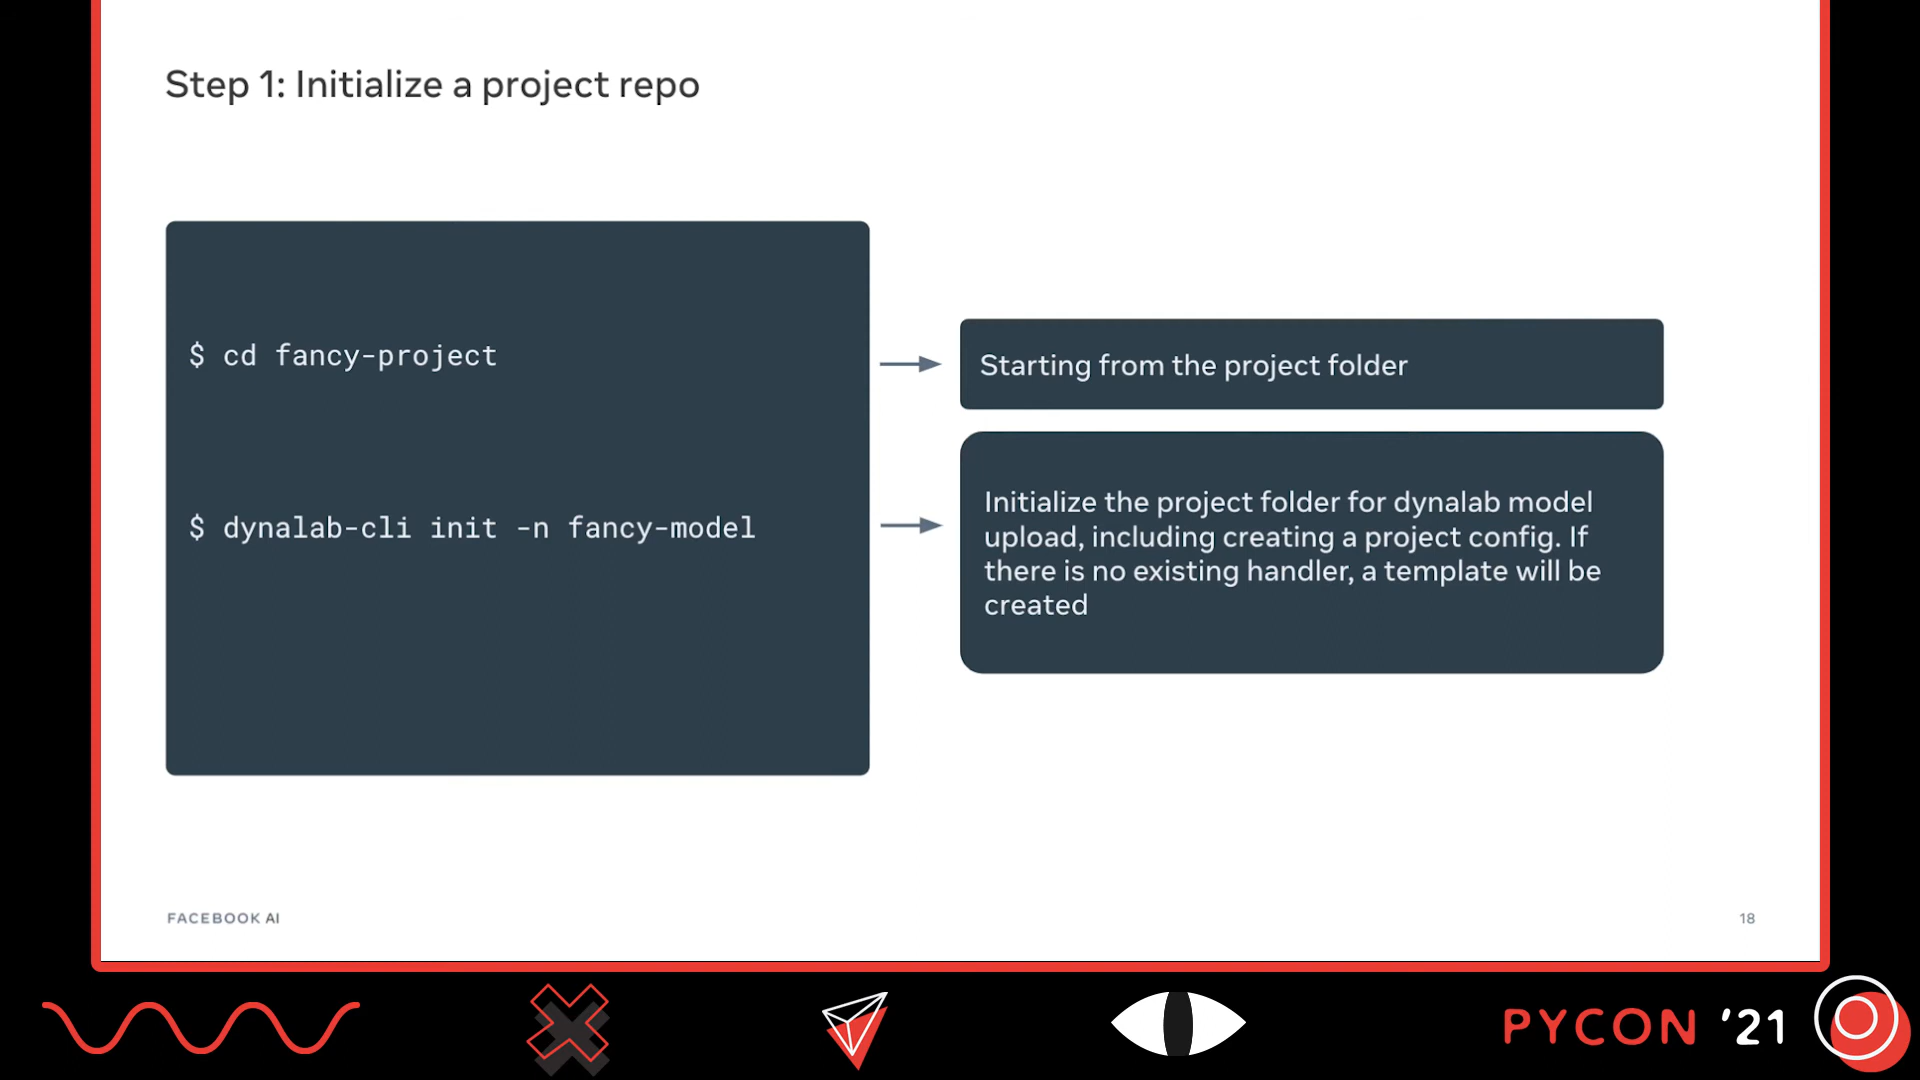 Step 1: Initialize a project repo
$ cd fancy-project
Starting from the project folder
$ dynalab-cli init -n fancy-model
Initialize the project folder for dynalab model
upload, including creating a project config. If
there is no existing handler, a template will be
created
FACEBOOK AI
18
PYCON '21